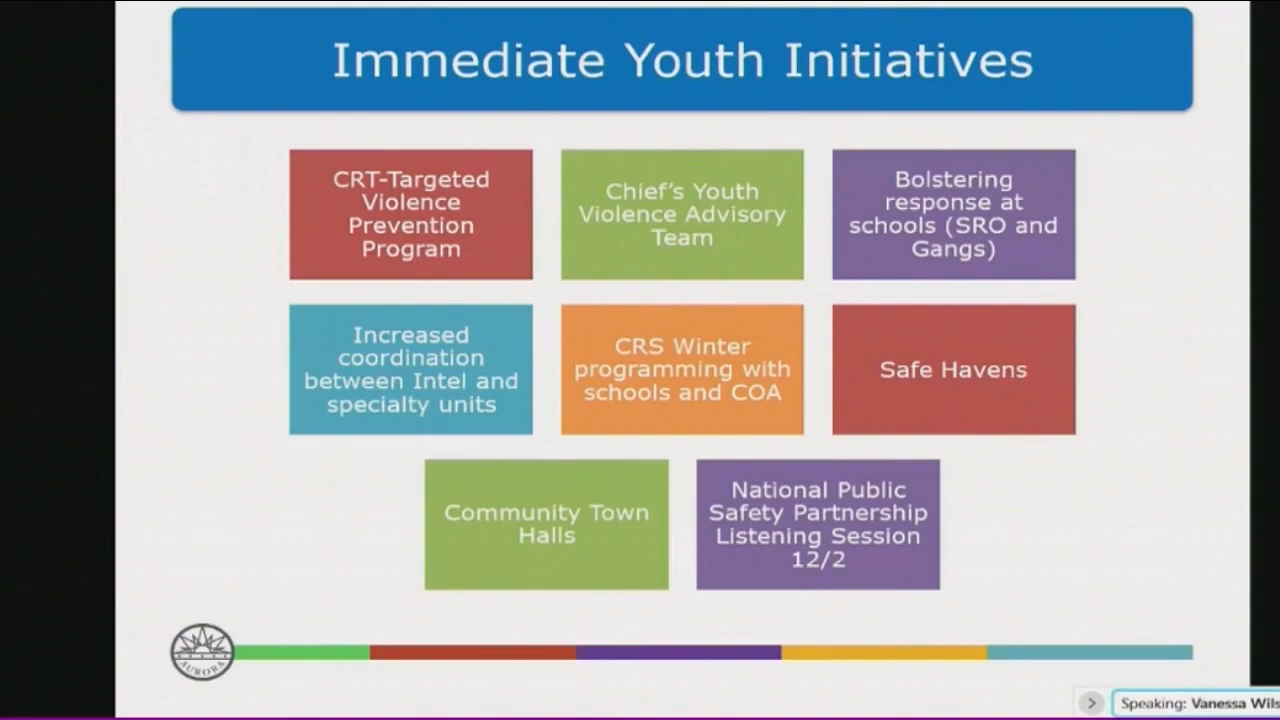 Immediate Youth Initiatives
CRT-Targeted
Violence
Prevention
Program
Chief's Youth
Violence Advisory
Team
Bolstering
response at
schools (SRO and
Gangs)
Increased
coordination
between Intel and
specialty units
CRS Winter
programming with
schools and COA
Safe Havens
Community Town
Halls
National Public
Safety Partnership
Listening Session
12/2
AURORA
Speaking: Vanessa Wils